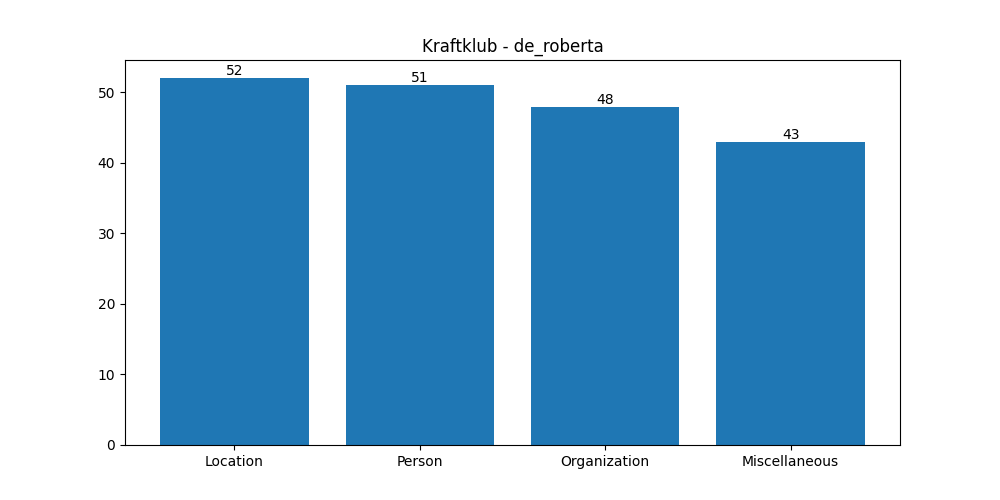 Kraftklub - de_roberta
52
51
48
43
50
40
30
20
10
0
Location
Person
Organization
Miscellaneous